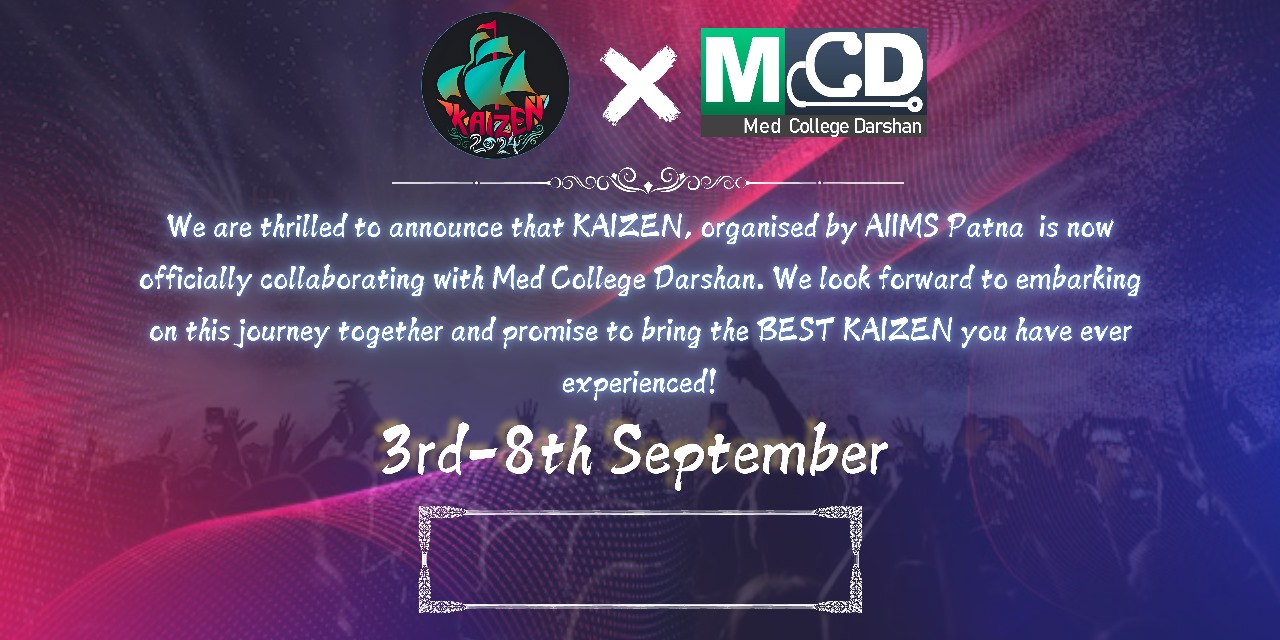 KAIZEN
2024
MCD
Med College Darshan
We are thrilled to announce that KAIZEN, organised by AIIMS Patna is now
officially collaborating with Med College Darshan. We look forward to embarking
on this journey together and promise to bring the BEST KAIZEN you have ever
experienced!
3rd-8th September